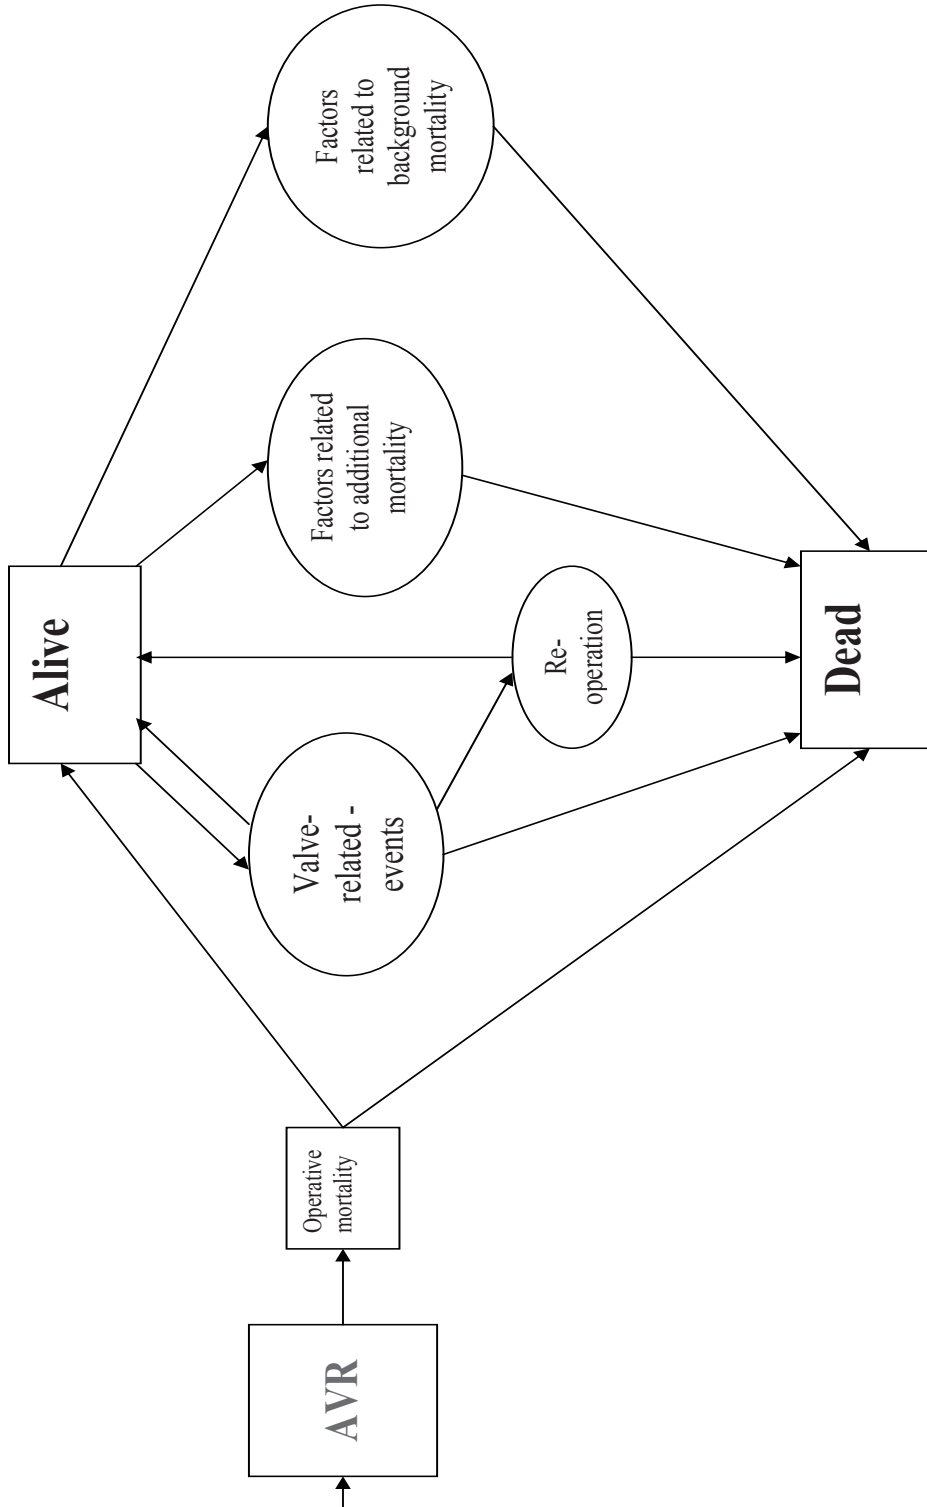 AVR
Operative
mortality
Alive
Valve-
related -
events
Re-
operation
Factors related
to additional
mortality
Factors
related to
background
mortality
Dead